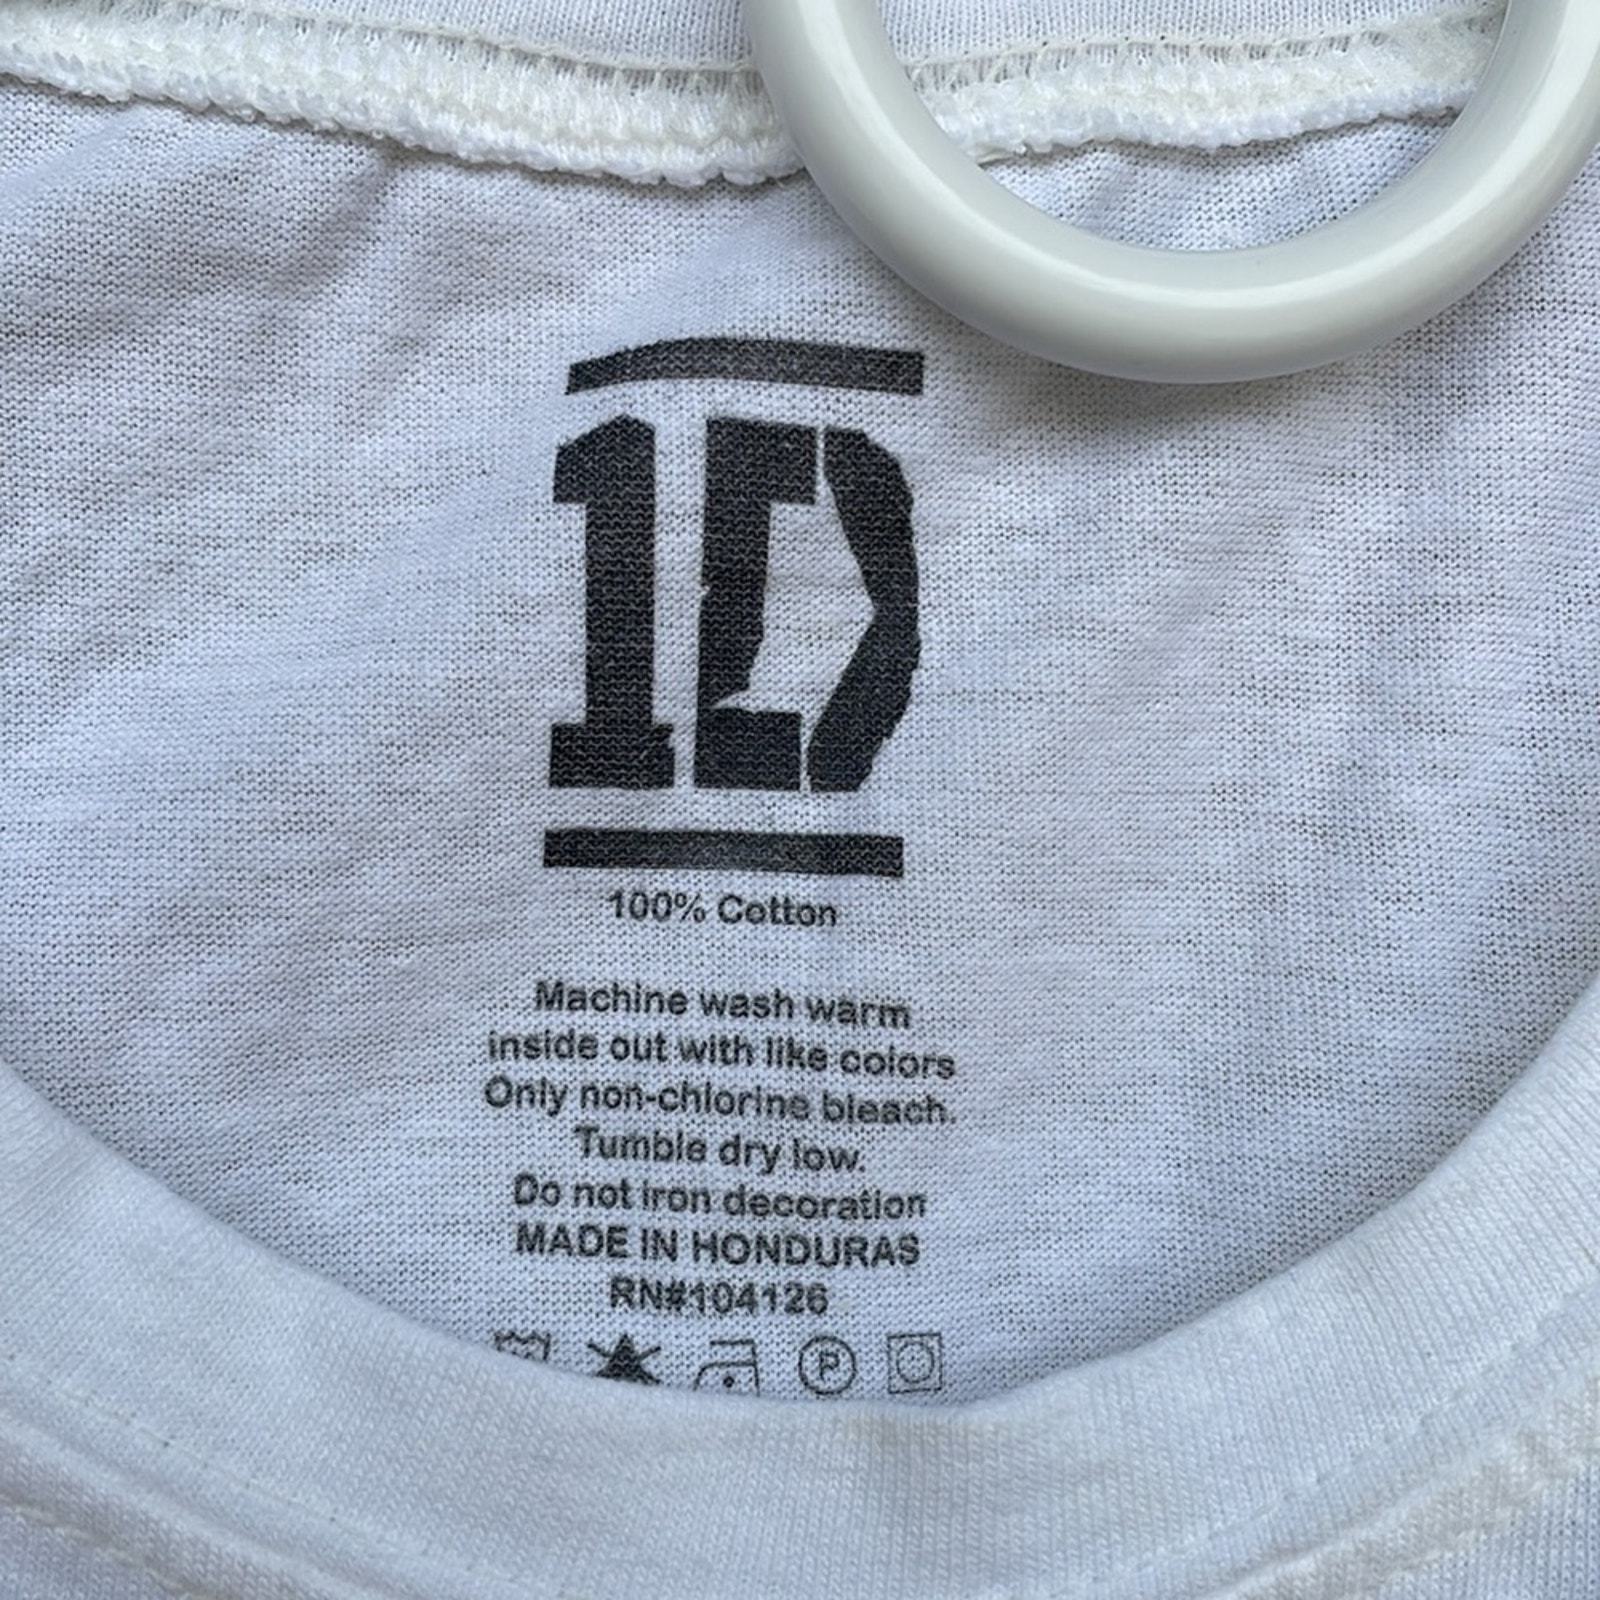 1D
100% Cotton
Machine wash warm
inside out with like colors
Only non-chlorine bleach.
Tumble dry low.
Do not iron decoration
MADE IN HONDURAS
RN#104126
P